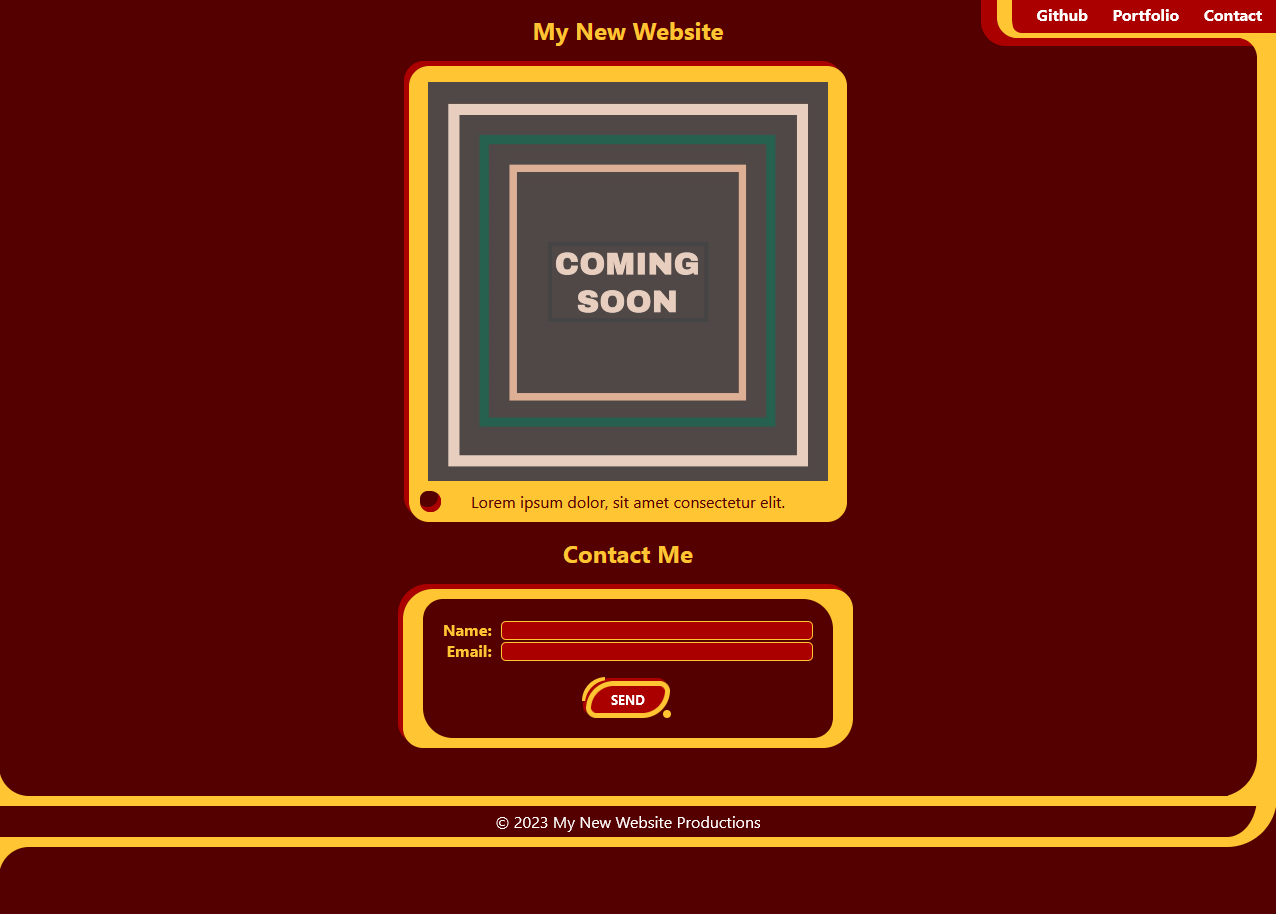 Github Portfolio Contact
My New Website
COMING
SOON
Lorem ipsum dolor, sit amet consectetur elit.
Contact Me
Name:
Email:
SEND
© 2023 My New Website Productions